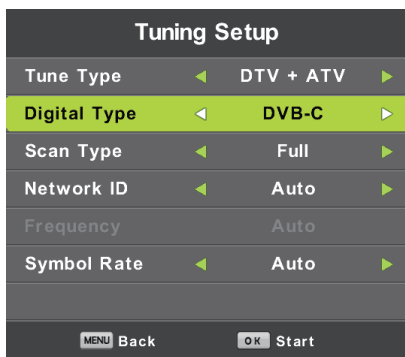 Tuning Setup
Tune Type DTV + ATV
Digital Type DVB-C
Scan Type Full
Network ID Auto
Frequency Auto
Symbol Rate Auto
MENU Back OK Start